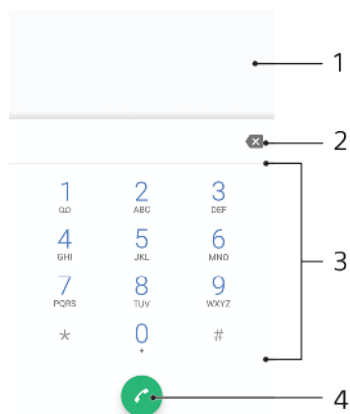 1
2
1 2 3
ABC DEF
4 5 6
GHI JKL MNO
3
7 8 9
PQRS TUV WXYZ
* 0 #
+
4